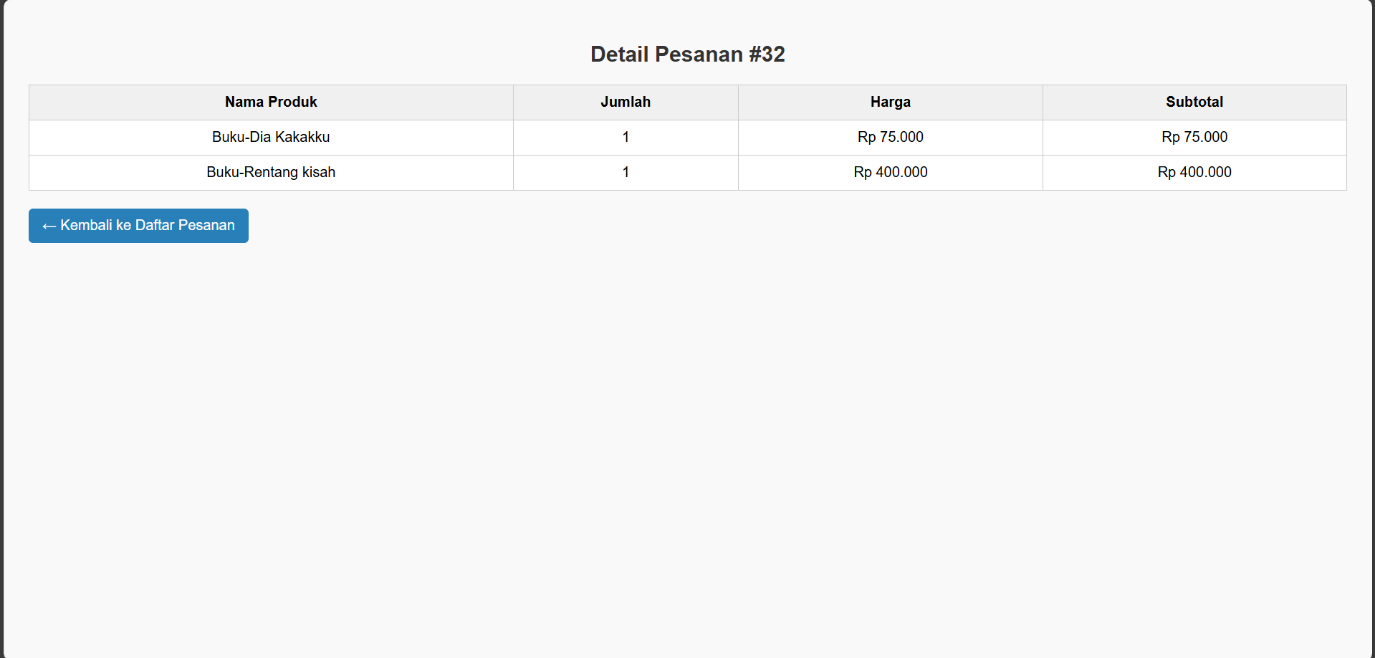 Detail Pesanan #32
Nama Produk Jumlah Harga Subtotal
Buku-Dia Kakakku 1 Rp 75.000 Rp 75.000
Buku-Rentang kisah 1 Rp 400.000 Rp 400.000
← Kembali ke Daftar Pesanan